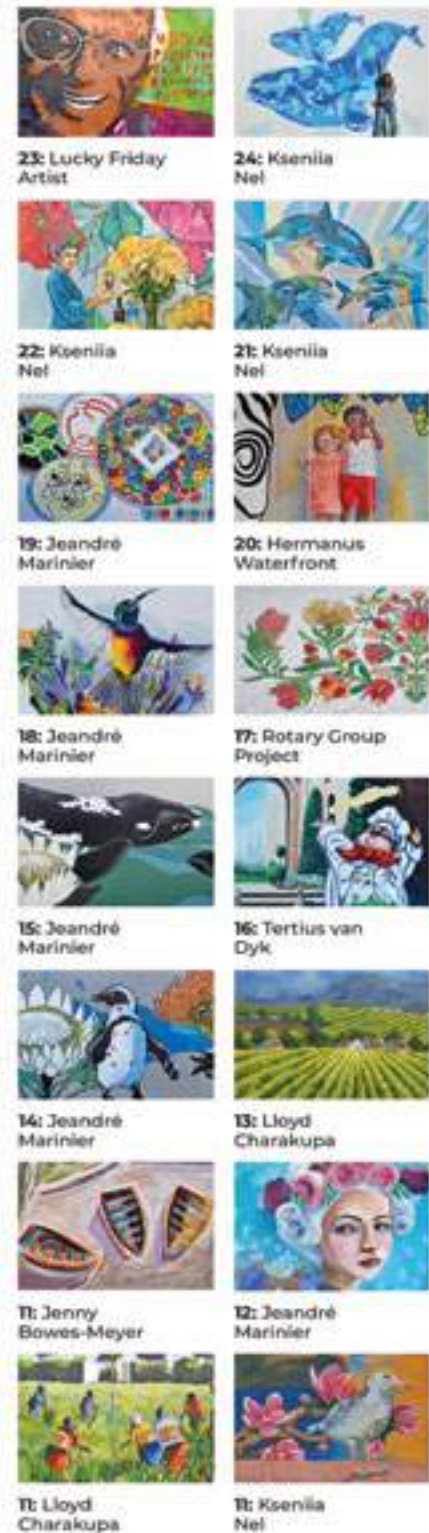 23: Lucky Friday
Artist
24: Kseniia
Nel
22: Kseniia
Nel
21: Kseniia
Nel
19: Jeandré
Marinier
20: Hermanus
Waterfront
18: Jeandré
Marinier
17: Rotary Group
Project
15: Jeandré
Marinier
16: Tertius van
Dyk
14: Jeandré
Marinier
13: Lloyd
Charakupa
11: Jenny
Bowes-Meyer
12: Jeandré
Marinier
11: Lloyd
Charakupa
11: Kseniia
Nel